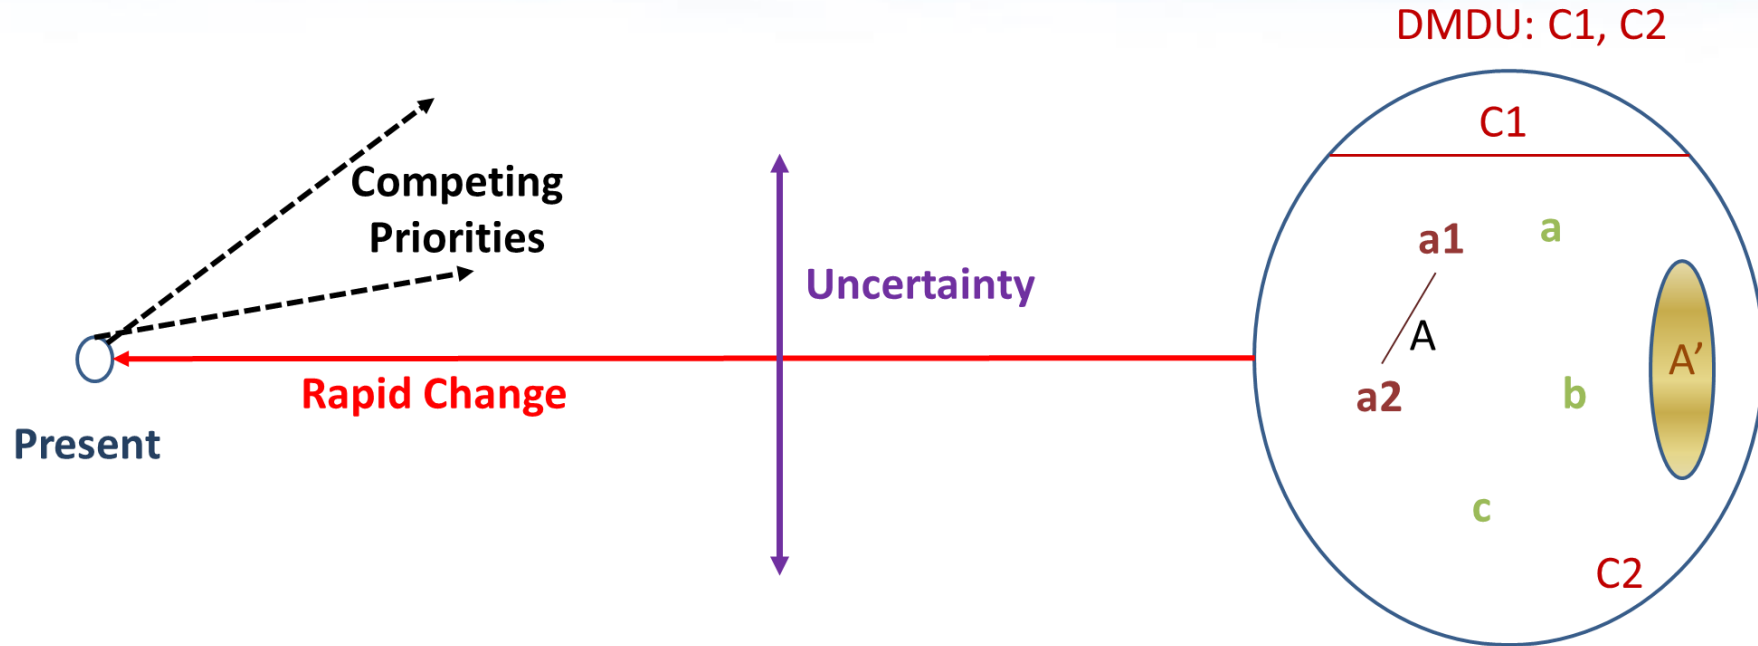 DMDU: C1, C2
C1
Competing
Priorities
a1
a
Uncertainty
A
A’
Rapid Change
a2
b
Present
c
C2